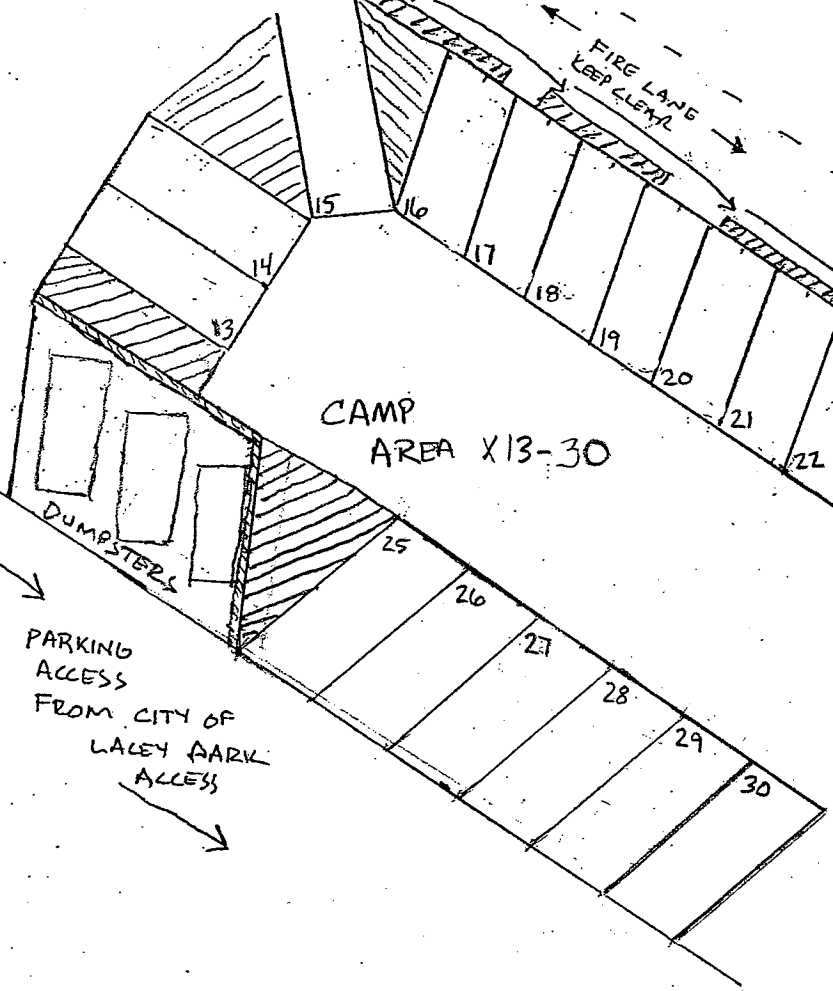 FIRE LANE
KEEP CLEAR
15
16
14
17
13
18
19
20
21
22
CAMP
AREA X13-30
DUMPSTERS
25
26
27
28
29
30
PARKING
ACCESS
FROM CITY OF
LACEY PARK
ACCESS